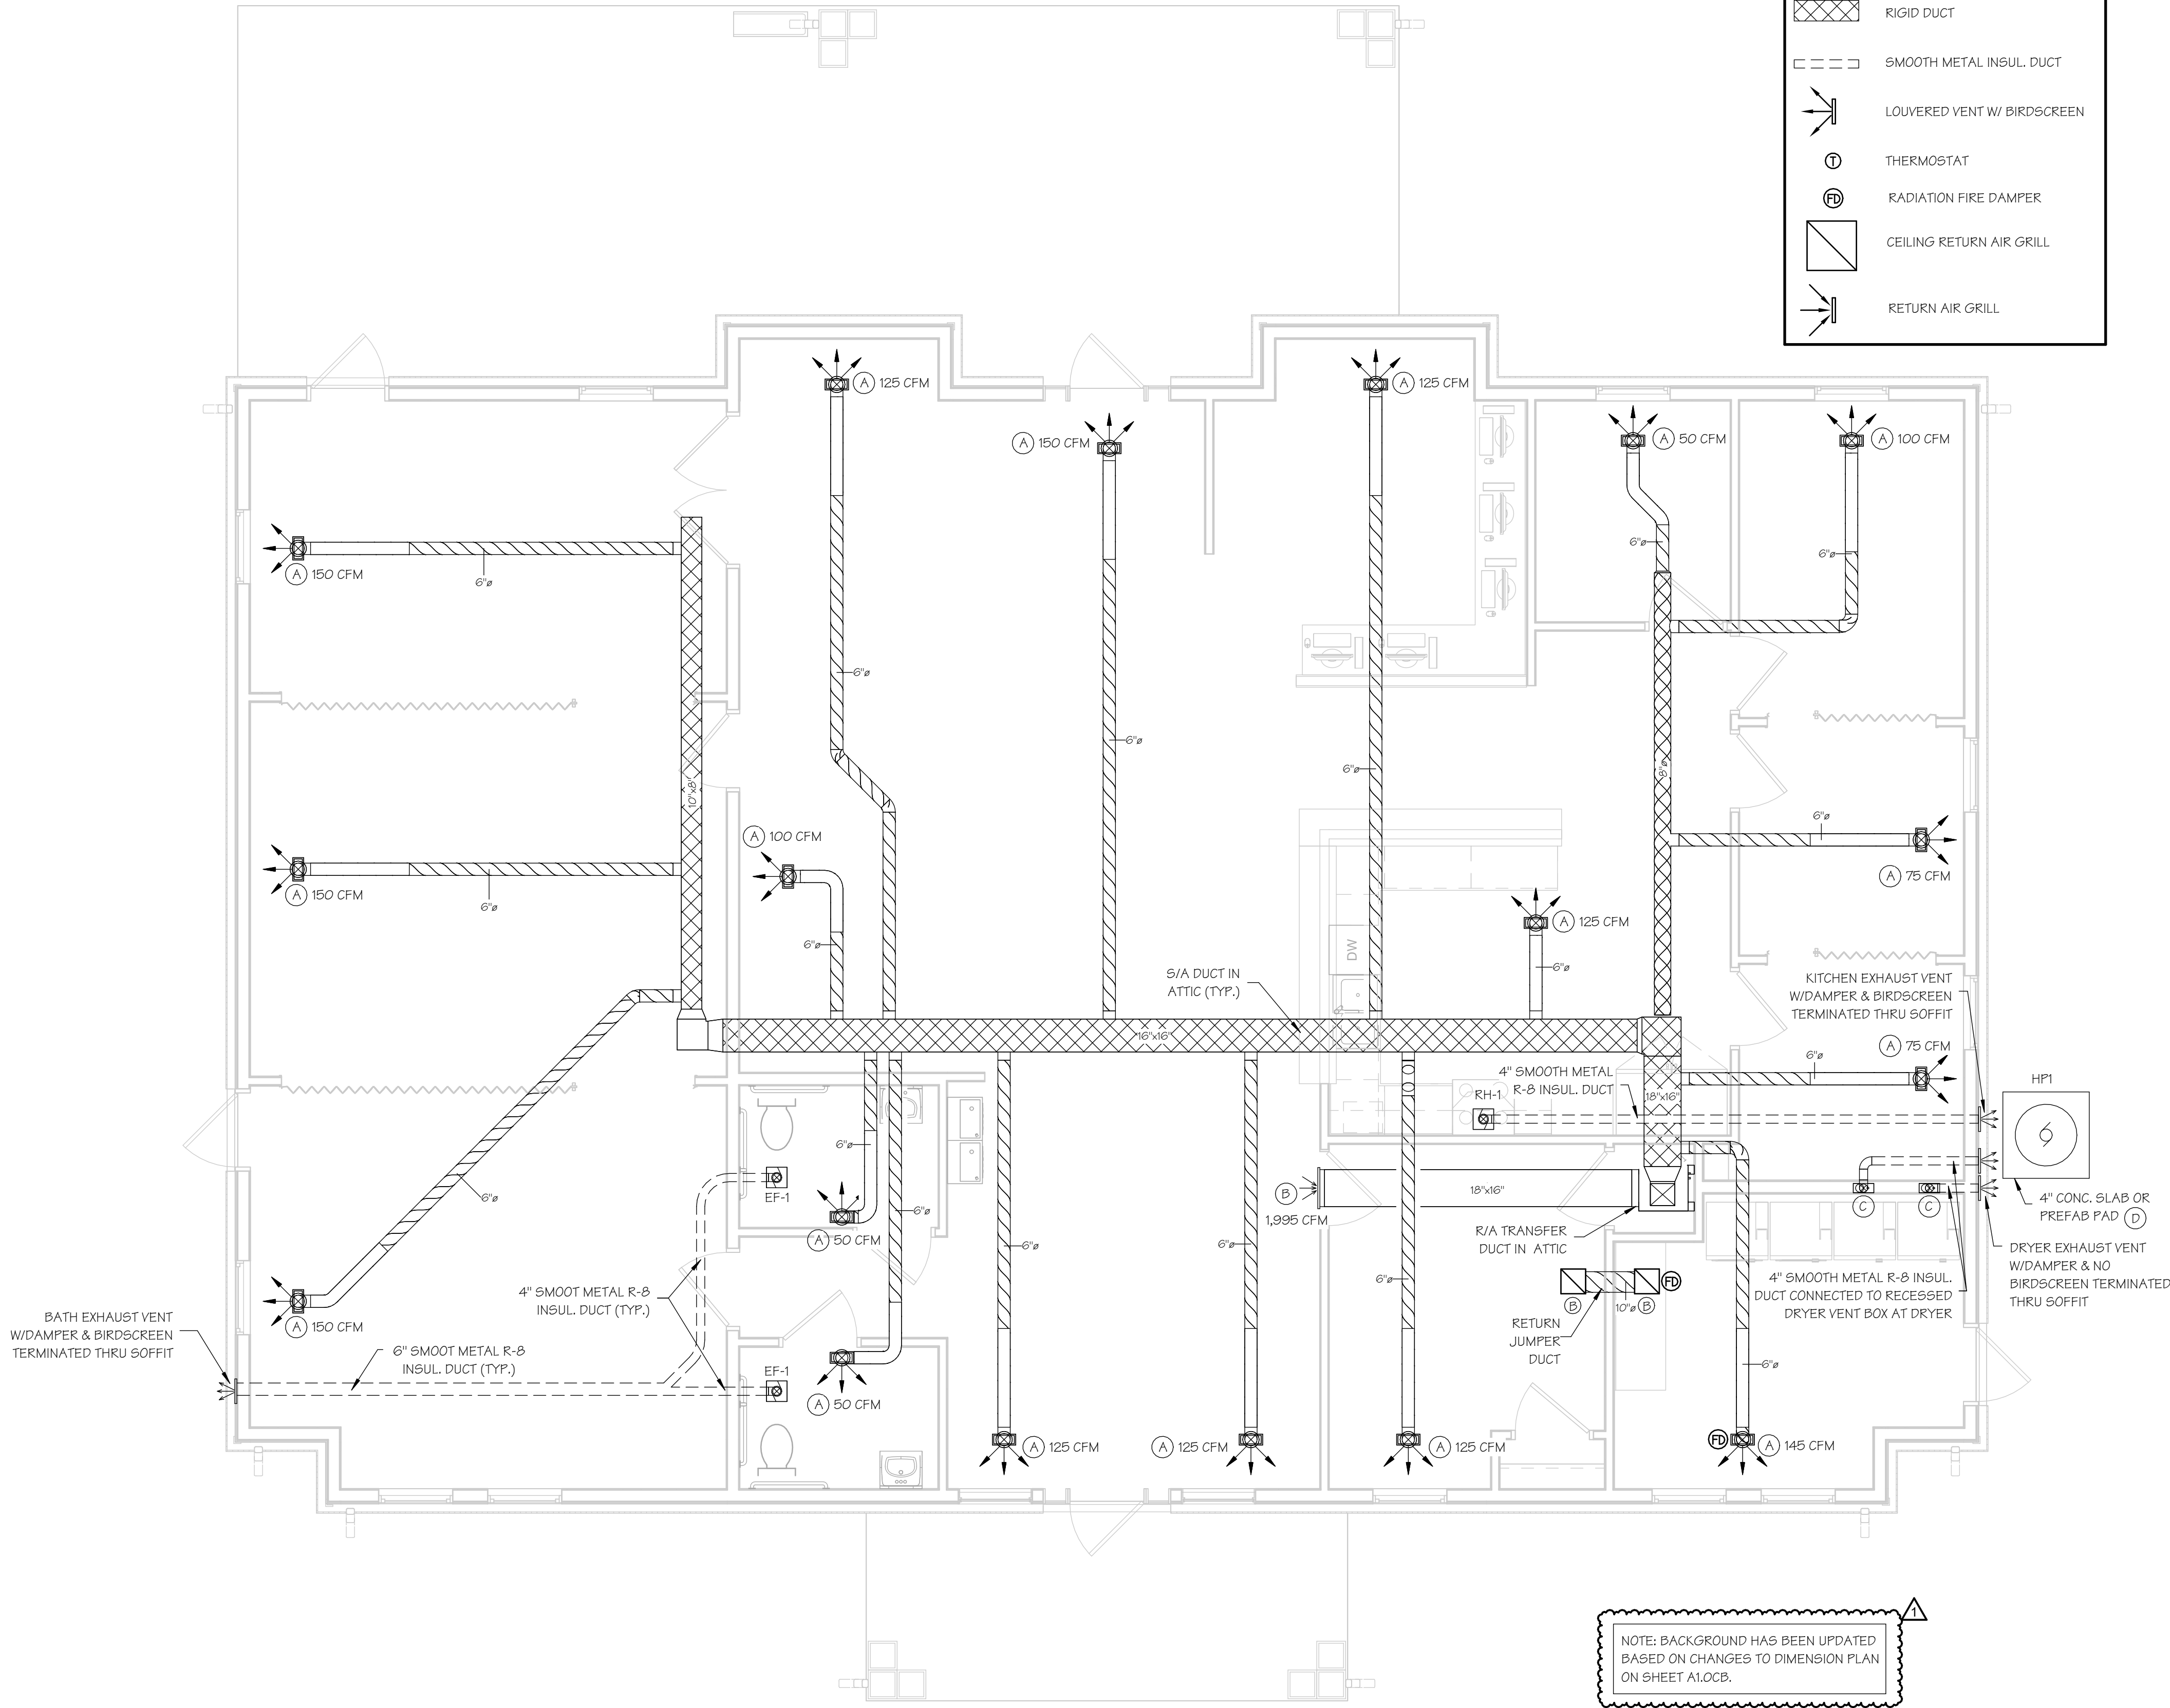 RIGID DUCT
SMOOTH METAL INSUL. DUCT
LOUVERED VENT W/ BIRDSCREEN
T
THERMOSTAT
FD
RADIATION FIRE DAMPER
CEILING RETURN AIR GRILL
RETURN AIR GRILL
A 125 CFM
A 125 CFM
A 150 CFM
A 50 CFM
A 100 CFM
6"ø
6"ø
A 150 CFM
6"ø
6"ø
6"ø
6"ø
8"ø
10"x8"
A 100 CFM
6"ø
A 75 CFM
A 150 CFM
6"ø
6"ø
A 125 CFM
DW
6"ø
S/A DUCT IN
ATTIC (TYP.)
KITCHEN EXHAUST VENT
W/DAMPER & BIRDSCREEN
TERMINATED THRU SOFFIT
16"x16"
A 75 CFM
6"ø
4" SMOOTH METAL
R-8 INSUL. DUCT
RH-1
18"x16"
HP1
6"ø
EF-1
6"ø
6"ø
A 50 CFM
B
1,995 CFM
18"x16"
R/A TRANSFER
DUCT IN ATTIC
C
C
4" CONC. SLAB OR
PREFAB PAD D
DRYER EXHAUST VENT
W/DAMPER & NO
BIRDSCREEN TERMINATED
THRU SOFFIT
6"ø
6"ø
6"ø
4" SMOOTH METAL R-8 INSUL.
DUCT CONNECTED TO RECESSED
DRYER VENT BOX AT DRYER
FD
B
10"ø
B
RETURN
JUMPER
DUCT
4" SMOOT METAL R-8
INSUL. DUCT (TYP.)
A 150 CFM
BATH EXHAUST VENT
W/DAMPER & BIRDSCREEN
TERMINATED THRU SOFFIT
6" SMOOT METAL R-8
INSUL. DUCT (TYP.)
EF-1
A 50 CFM
6"ø
A 125 CFM
A 125 CFM
A 125 CFM
FD
A 145 CFM
1
NOTE: BACKGROUND HAS BEEN UPDATED
BASED ON CHANGES TO DIMENSION PLAN
ON SHEET A1.0CB.